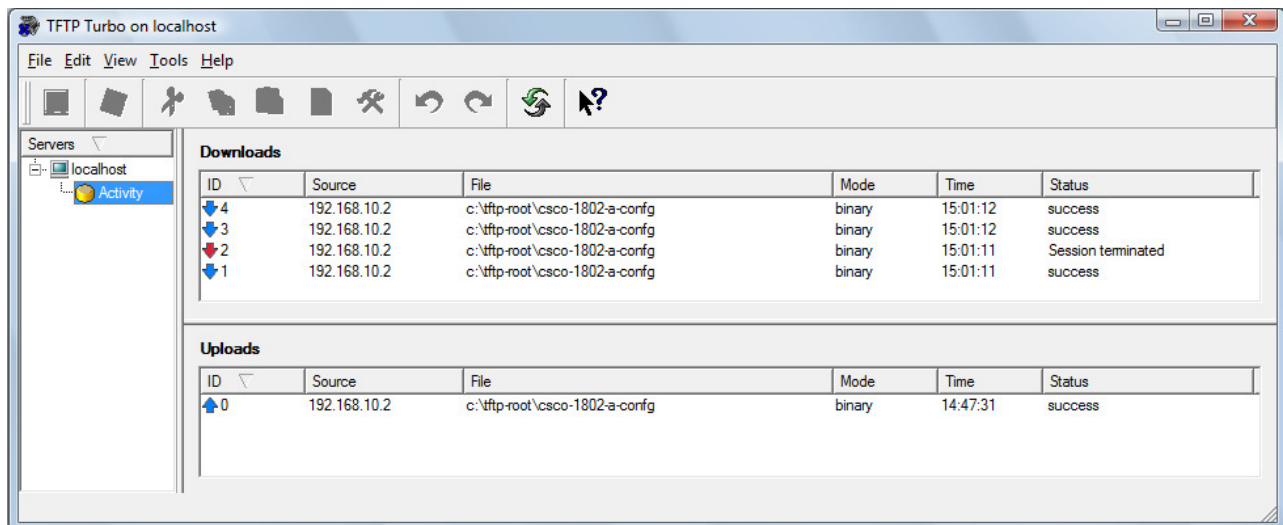 TFTP Turbo on localhost
File Edit View Tools Help
Servers
localhost
Activity
Downloads
ID Source File Mode Time Status
4 192.168.10.2 c:\tftp-root\csco-1802-a-confg binary 15:01:12 success
3 192.168.10.2 c:\tftp-root\csco-1802-a-confg binary 15:01:12 success
2 192.168.10.2 c:\tftp-root\csco-1802-a-confg binary 15:01:11 Session terminated
1 192.168.10.2 c:\tftp-root\csco-1802-a-confg binary 15:01:11 success
Uploads
ID Source File Mode Time Status
0 192.168.10.2 c:\tftp-root\csco-1802-a-confg binary 14:47:31 success